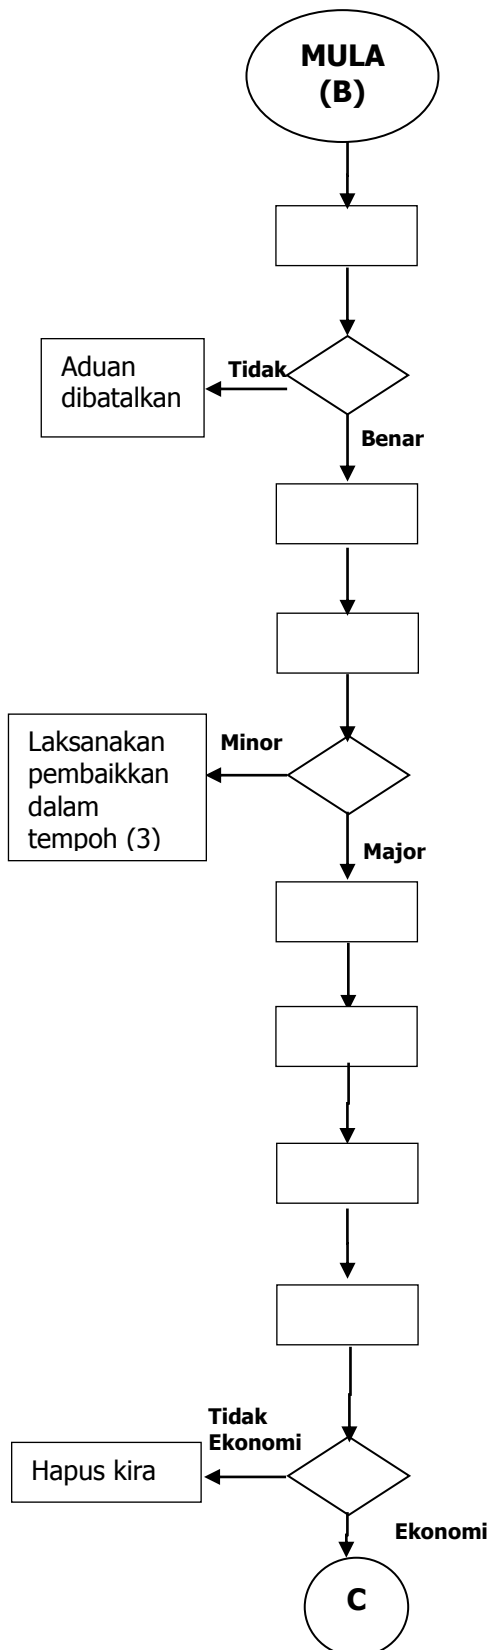 MULA
(B)
Tidak
Aduan
dibatalkan
Benar
Minor
Laksanakan
pembaikkan
dalam
tempoh (3)
Major
Tidak
Ekonomi
Hapus kira
Ekonomi
C